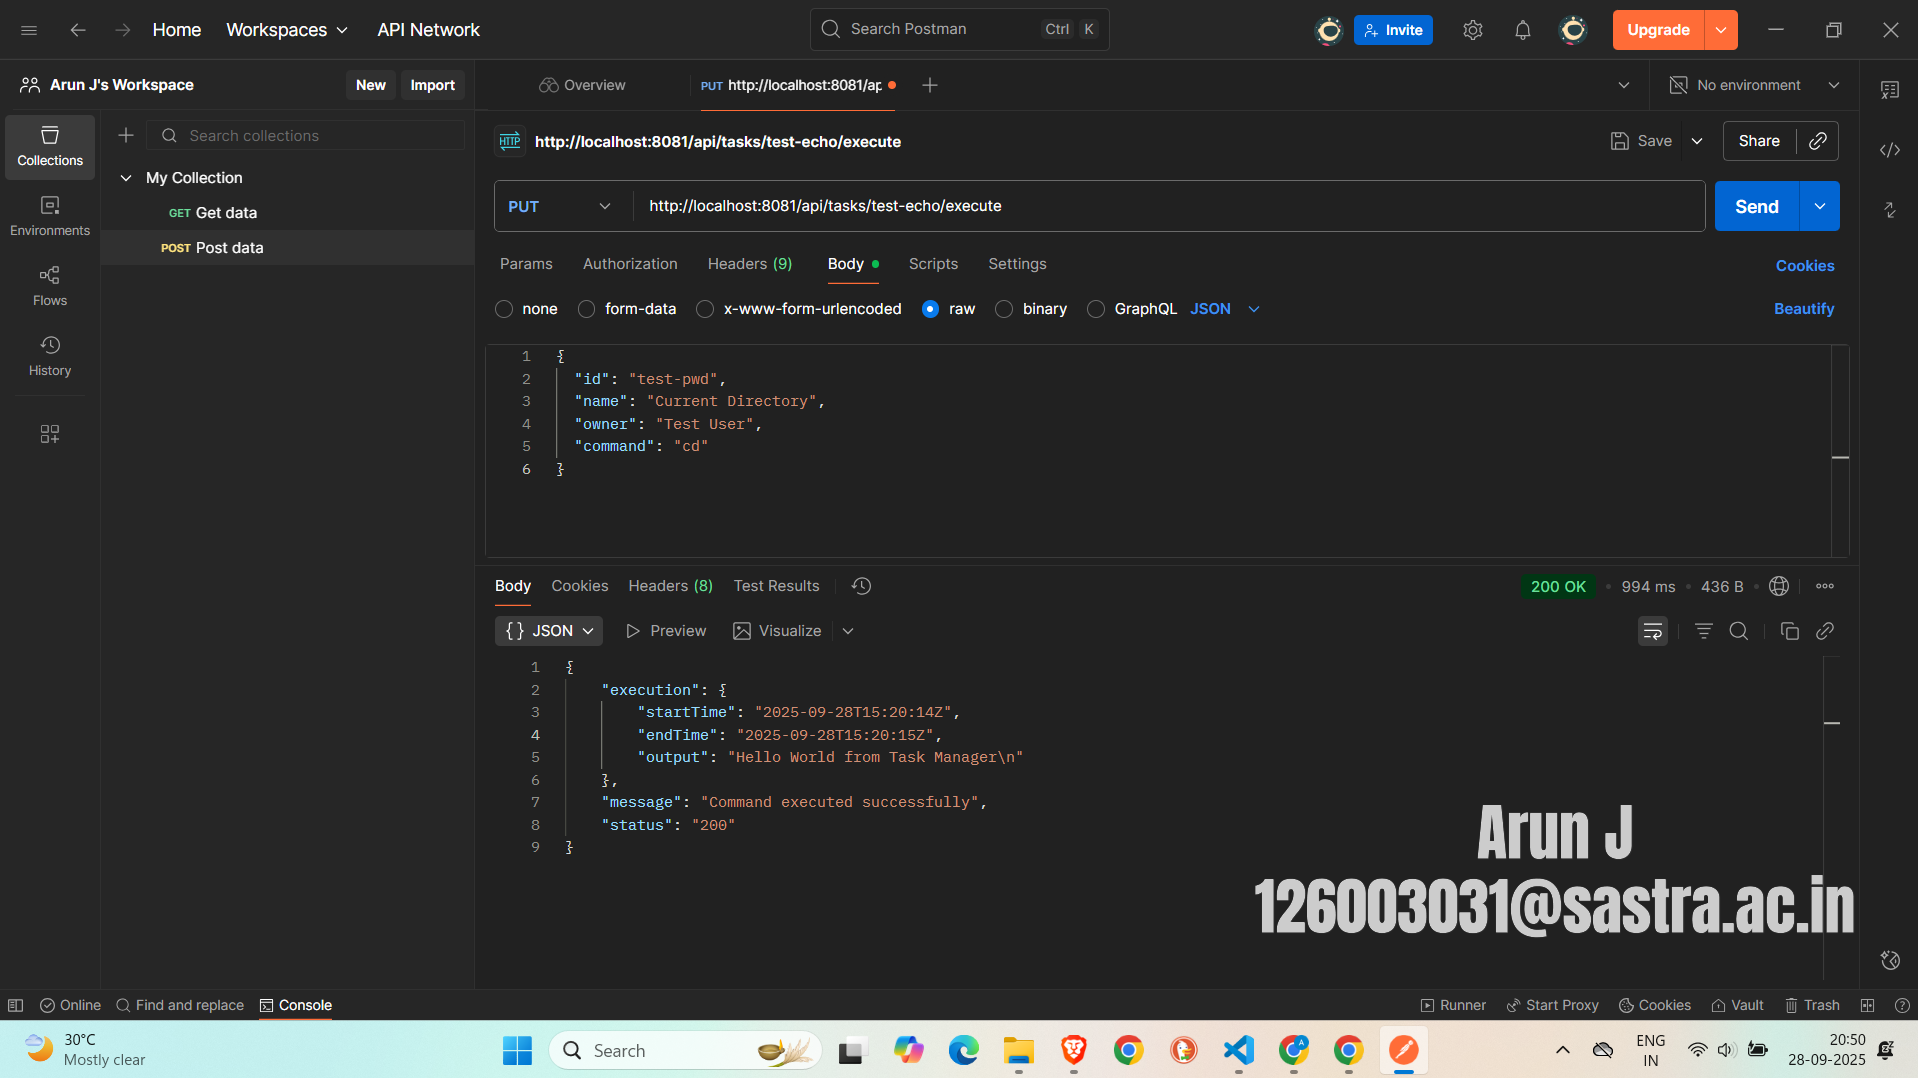 Home
Workspaces
API Network
Search Postman
Ctrl K
Invite
Upgrade
Arun J's Workspace
New
Import
Overview
PUT http://localhost:8081/ap
No environment
Collections
Environments
Flows
History
Search collections
My Collection
GET Get data
POST Post data
HTTP http://localhost:8081/api/tasks/test-echo/execute
Save
Share
PUT
http://localhost:8081/api/tasks/test-echo/execute
Send
Params
Authorization
Headers (9)
Body
Scripts
Settings
Cookies
none
form-data
x-www-form-urlencoded
raw
binary
GraphQL
JSON
Beautify
1 {
2 "id": "test-pwd",
3 "name": "Current Directory",
4 "owner": "Test User",
5 "command": "cd"
6 }
Body
Cookies
Headers (8)
Test Results
200 OK
994 ms
436 B
{} JSON
Preview
Visualize
1 {
2 "execution": {
3 "startTime": "2025-09-28T15:20:14Z",
4 "endTime": "2025-09-28T15:20:15Z",
5 "output": "Hello World from Task Manager\n"
6 },
7 "message": "Command executed successfully",
8 "status": "200"
9 }
Arun J
126003031@sastra.ac.in
Online
Find and replace
Console
Runner
Start Proxy
Cookies
Vault
Trash
30°C
Mostly clear
Search
ENG
IN
20:50
28-09-2025